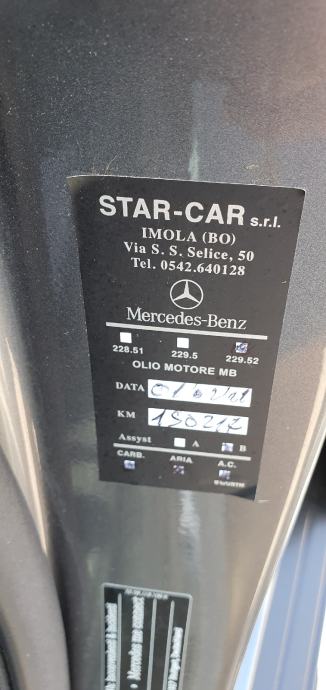 STAR-CAR s.r.l.
IMOLA (BO)
Via S. S. Selice, 50
Tel. 0542.640128
Mercedes-Benz
228.51 229.5 229.52
OLIO MOTORE MB
DATA
KM 190217
Assyst A B
CARB. ARIA A.C.